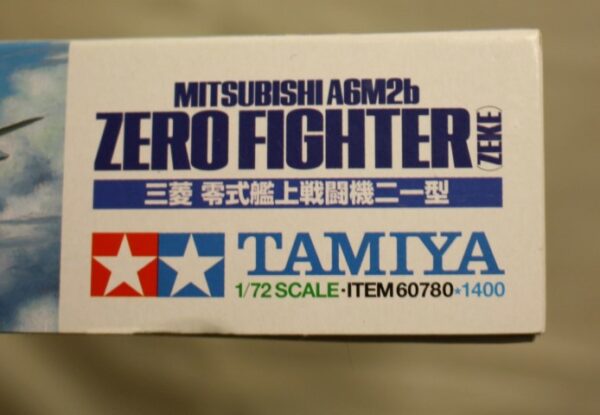 MITSUBISHI A6M2b
ZERO FIGHTER (ZEKE)
三菱 零式艦上戦闘機二一型
TAMIYA
1/72 SCALE・ITEM 60780★1400